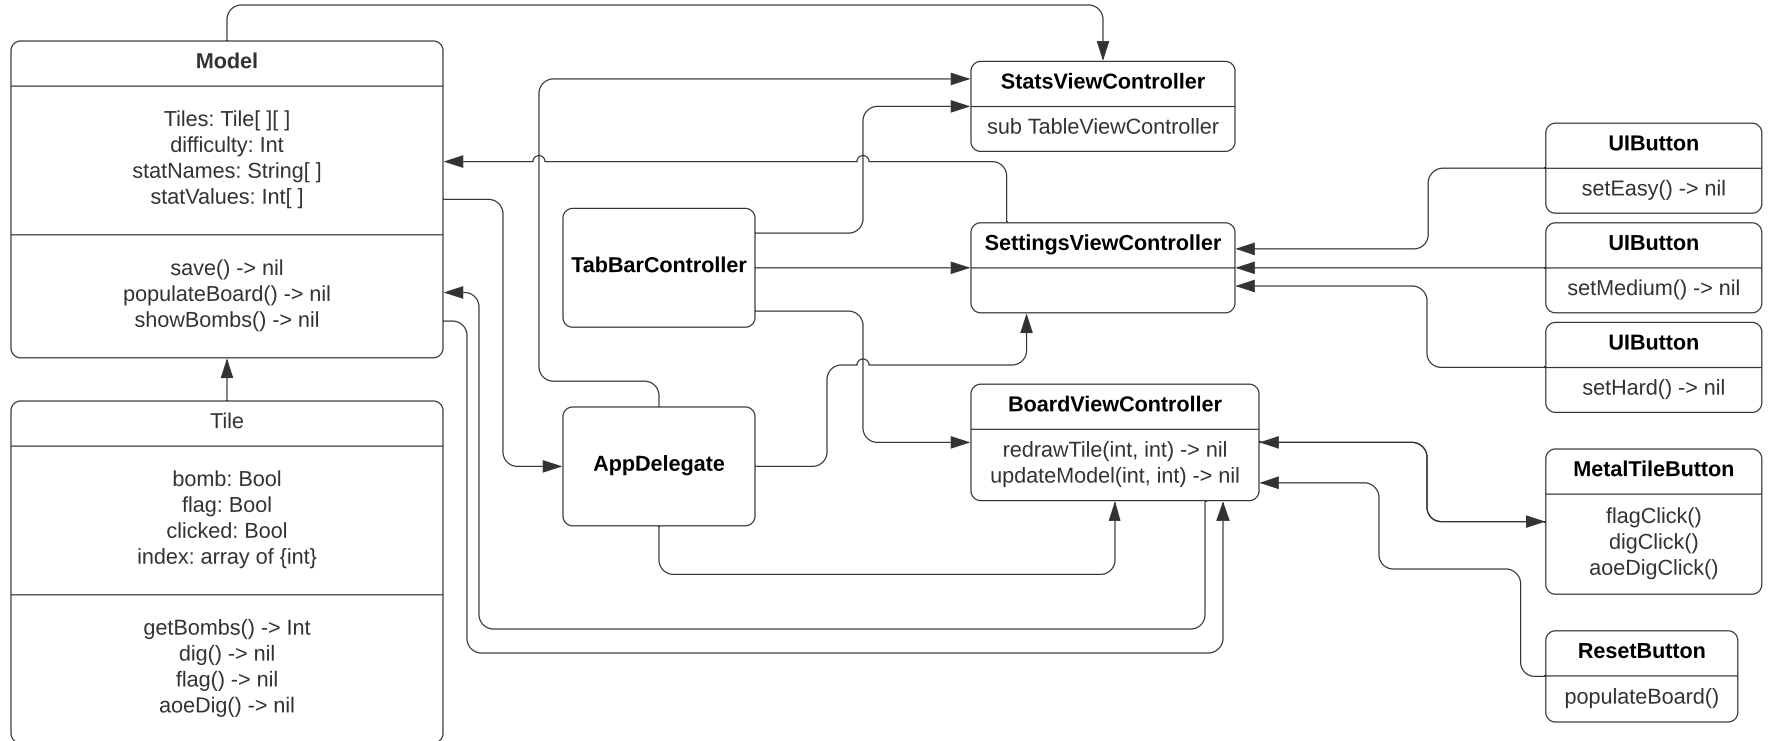 Model
Tiles: Tile[ ][ ]
difficulty: Int
statNames: String[ ]
statValues: Int[ ]
save() -> nil
populateBoard() -> nil
showBombs() -> nil
Tile
bomb: Bool
flag: Bool
clicked: Bool
index: array of {int}
getBombs() -> Int
dig() -> nil
flag() -> nil
aoeDig() -> nil
TabBarController
AppDelegate
StatsViewController
sub TableViewController
SettingsViewController
BoardViewController
redrawTile(int, int) -> nil
updateModel(int, int) -> nil
UIButton
setEasy() -> nil
UIButton
setMedium() -> nil
UIButton
setHard() -> nil
MetalTileButton
flagClick()
digClick()
aoeDigClick()
ResetButton
populateBoard()